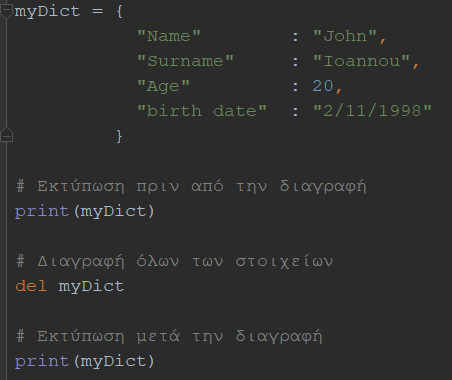 myDict = {
"Name" : "John",
"Surname" : "Ioannou",
"Age" : 20,
"birth date" : "2/11/1998"
}
# Εκτύπωση πριν από την διαγραφή
print(myDict)
# Διαγραφή όλων των στοιχείων
del myDict
# Εκτύπωση μετά την διαγραφή
print(myDict)